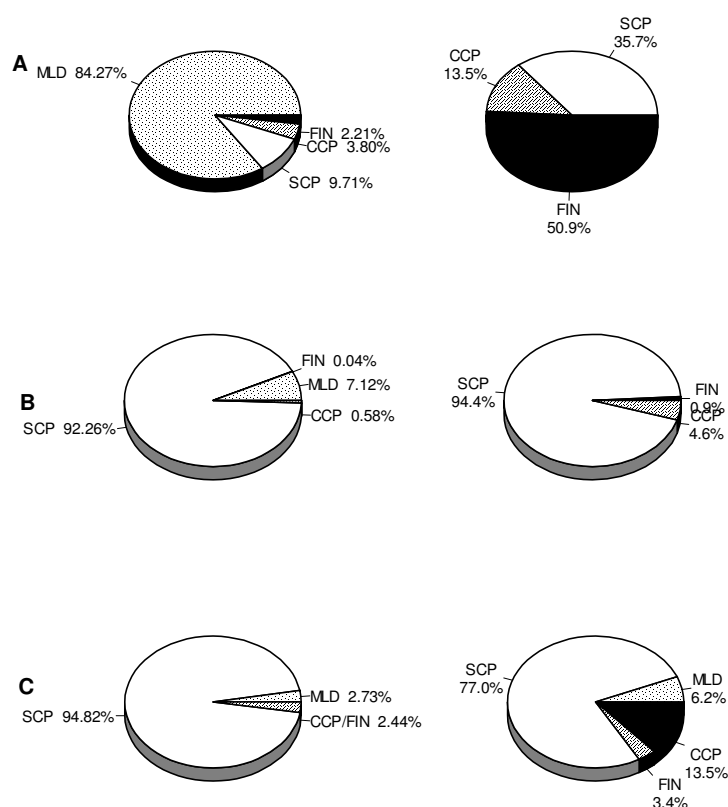 A
MLD 84.27%
FIN 2.21%
CCP 3.80%
SCP 9.71%
SCP
35.7%
CCP
13.5%
FIN
50.9%
B
FIN 0.04%
MLD 7.12%
CCP 0.58%
SCP 92.26%
SCP
94.4%
FIN
0.9%
CCP
4.6%
C
SCP 94.82%
MLD 2.73%
CCP/FIN 2.44%
SCP
77.0%
MLD
6.2%
CCP
13.5%
FIN
3.4%